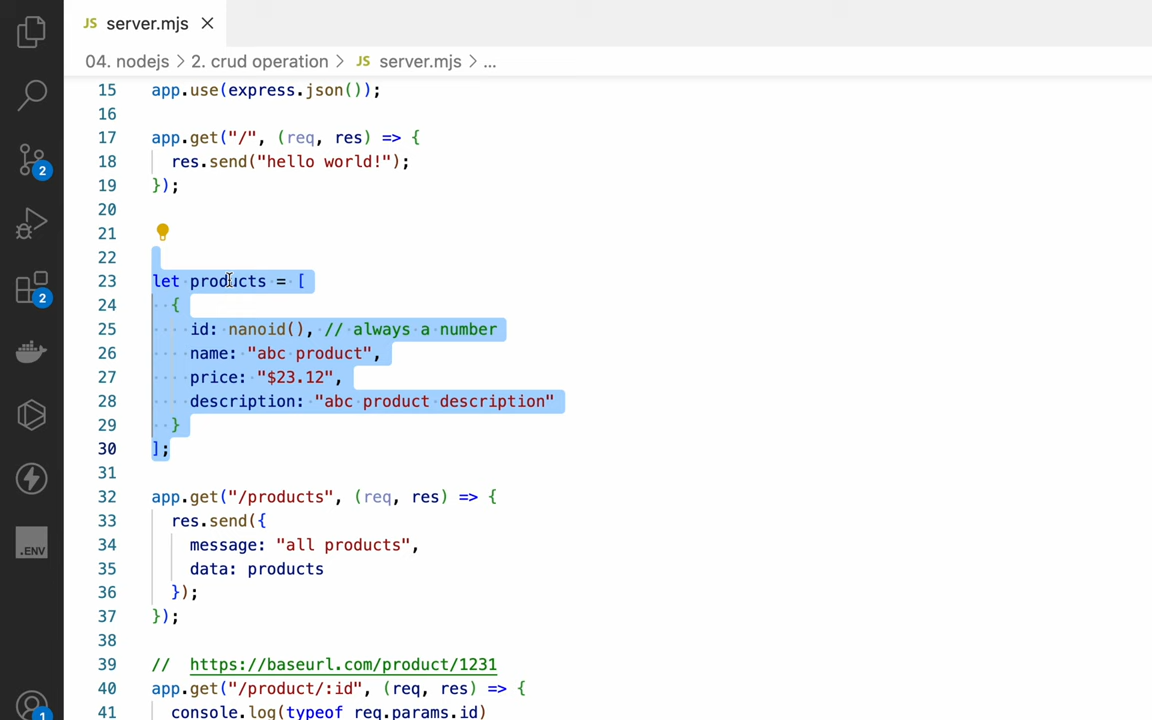 JS server.mjs ×
04. nodejs > 2. crud operation > JS server.mjs > ...
15 app.use(express.json());
16
17 app.get("/", (req, res) => {
18 res.send("hello world!");
19 });
20
21
22
23 let products = [
24 {
25 id: nanoid(), // always a number
26 name: "abc product",
27 price: "$23.12",
28 description: "abc product description"
29 }
30 ];
31
32 app.get("/products", (req, res) => {
33 res.send({
34 message: "all products",
35 data: products
36 });
37 });
38
39 // https://baseurl.com/product/1231
40 app.get("/product/:id", (req, res) => {
41 console.log(typeof req.params.id)
2
2
.ENV
1